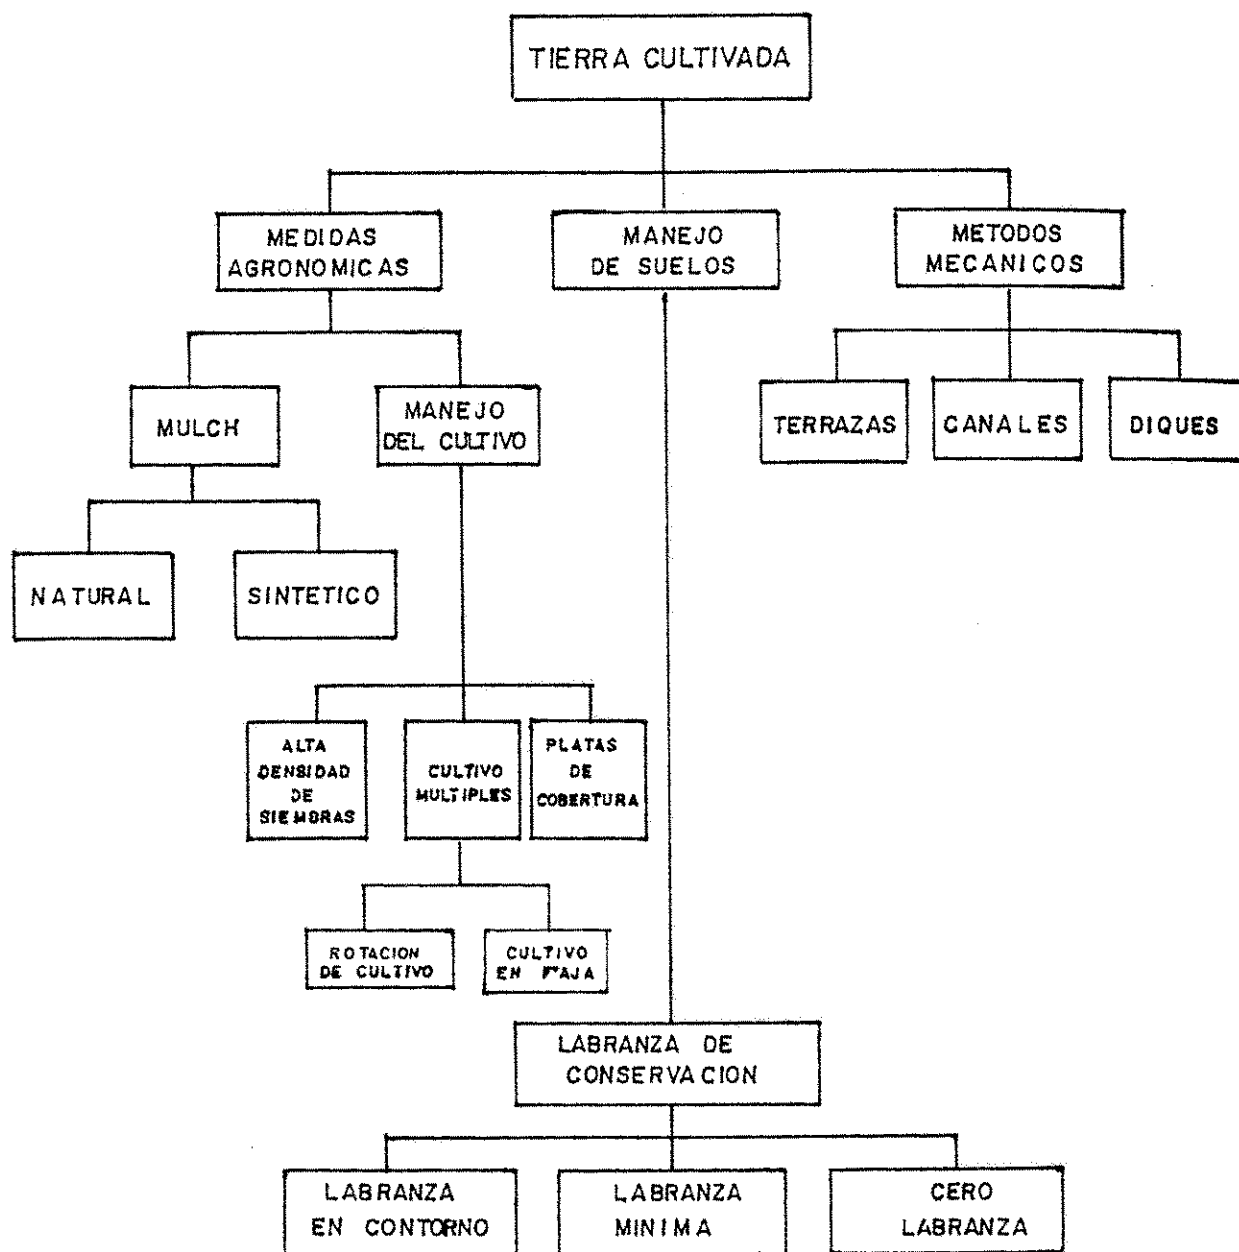 TIERRA CULTIVADA
MEDIDAS
AGRONOMICAS
MANEJO
DE SUELOS
METODOS
MECANICOS
MULCH
MANEJO
DEL CULTIVO
TERRAZAS
CANALES
DIQUES
NATURAL
SINTETICO
ALTA
DENSIDAD
DE
SIEMBRAS
CULTIVO
MULTIPLES
PLATAS
DE
COBERTURA
ROTACION
DE CULTIVO
CULTIVO
EN FAJA
LABRANZA DE
CONSERVACION
LABRANZA
EN CONTORNO
LABRANZA
MINIMA
CERO
LABRANZA